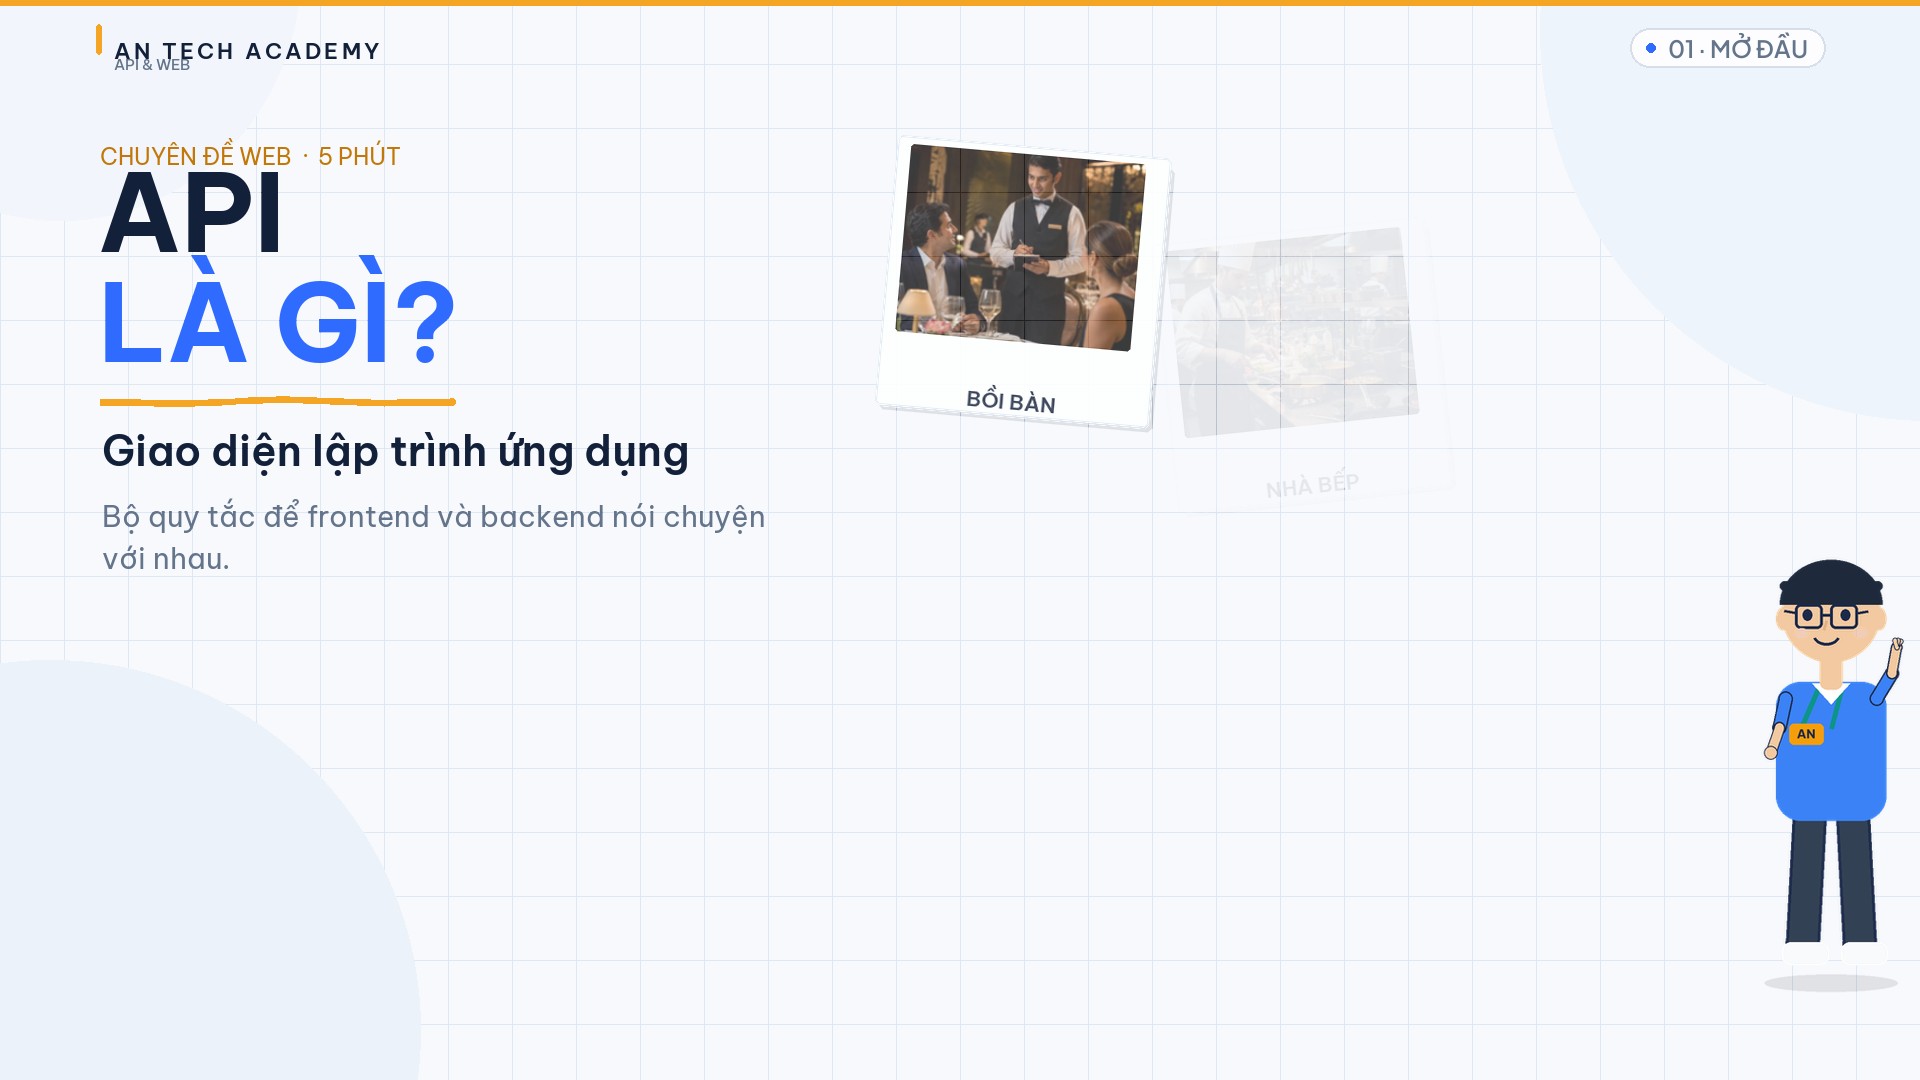 AN TECH ACADEMY
API & WEB
01 · MỞ ĐẦU
CHUYÊN ĐỀ WEB · 5 PHÚT
API
LÀ GÌ?
Giao diện lập trình ứng dụng
Bộ quy tắc để frontend và backend nói chuyện
với nhau.
BỒI BÀN
NHÀ BẾP
AN